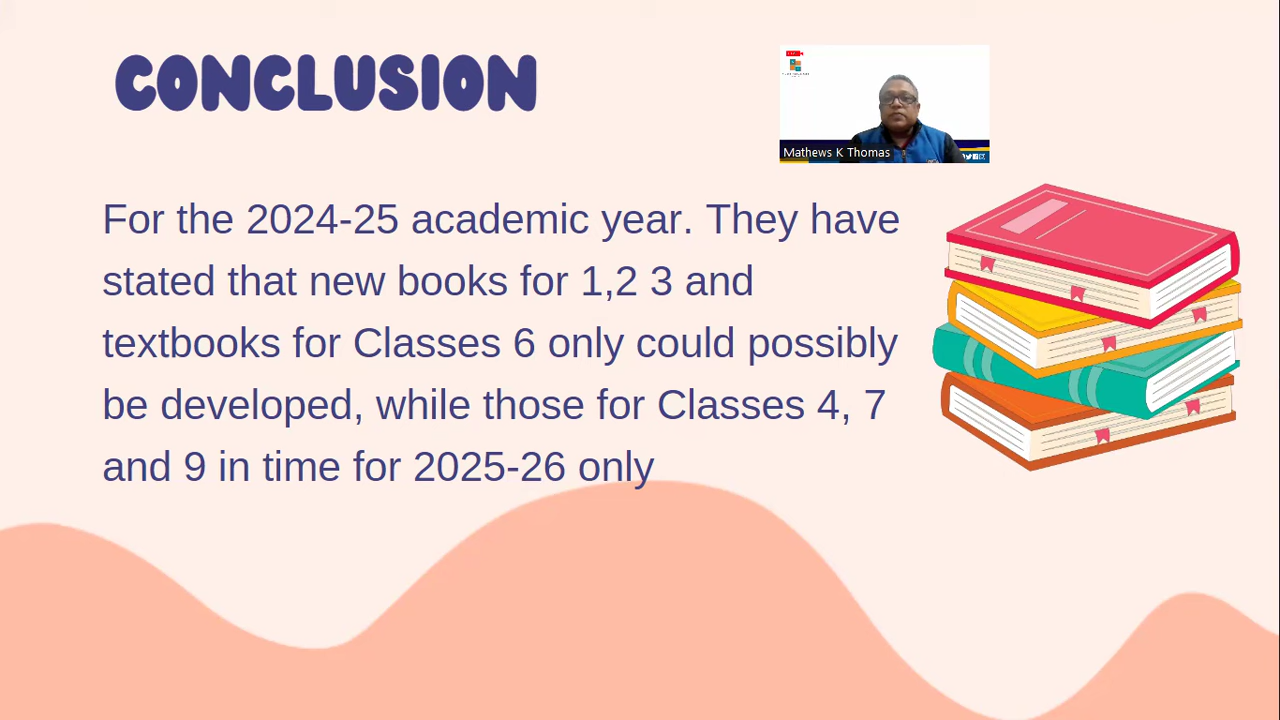 CONCLUSION
Mathews K Thomas
For the 2024-25 academic year. They have
stated that new books for 1,2 3 and
textbooks for Classes 6 only could possibly
be developed, while those for Classes 4, 7
and 9 in time for 2025-26 only